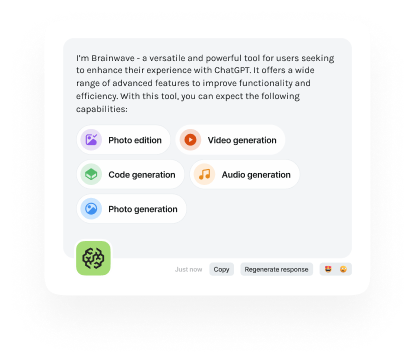 I'm Brainwave - a versatile and powerful tool for users seeking
to enhance their experience with ChatGPT. It offers a wide
range of advanced features to improve functionality and
efficiency. With this tool, you can expect the following
capabilities:
Photo edition
Video generation
Code generation
Audio generation
Photo generation
Just now
Copy
Regenerate response